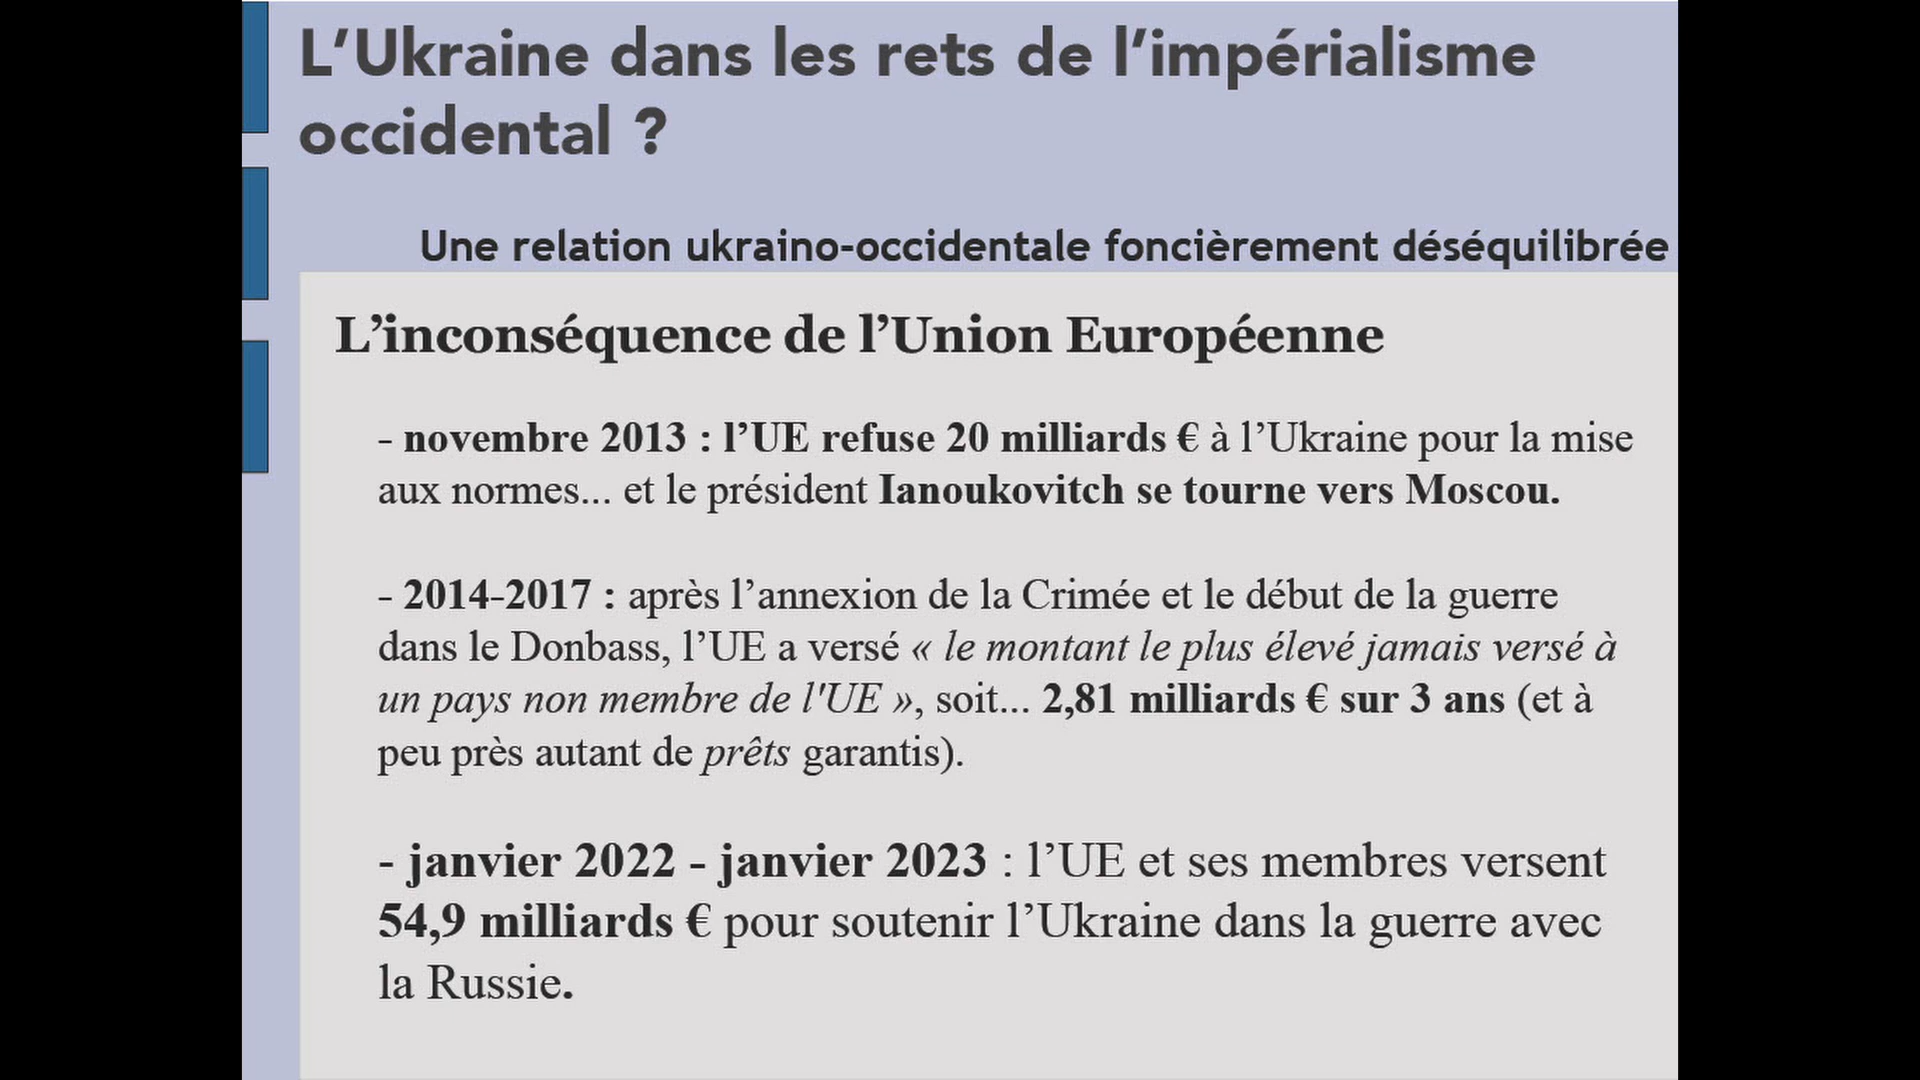 L’Ukraine dans les rets de l’impérialisme
occidental ?
Une relation ukraino-occidentale foncièrement déséquilibrée
L’inconséquence de l’Union Européenne
- novembre 2013 : l’UE refuse 20 milliards € à l’Ukraine pour la mise
aux normes... et le président Ianoukovitch se tourne vers Moscou.
- 2014-2017 : après l’annexion de la Crimée et le début de la guerre
dans le Donbass, l’UE a versé « le montant le plus élevé jamais versé à
un pays non membre de l'UE », soit... 2,81 milliards € sur 3 ans (et à
peu près autant de prêts garantis).
- janvier 2022 - janvier 2023 : l’UE et ses membres versent
54,9 milliards € pour soutenir l’Ukraine dans la guerre avec
la Russie.